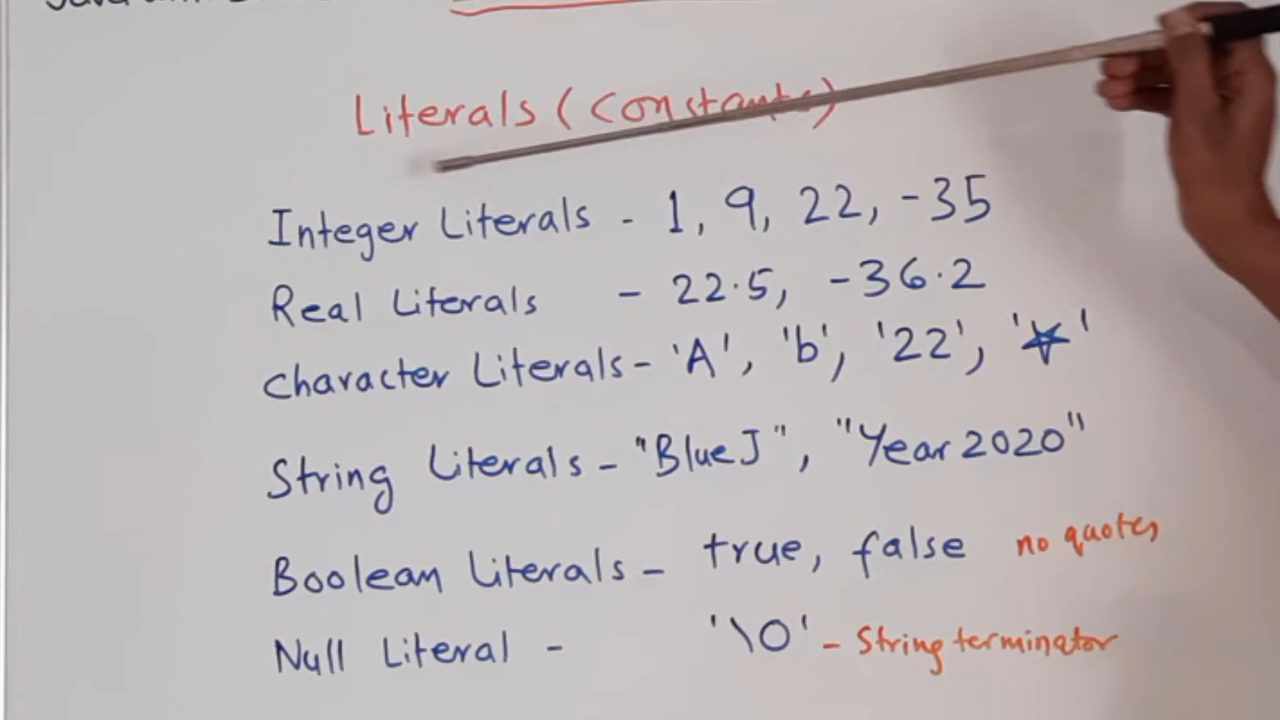 Literals (Constants)
Integer Literals - 1, 9, 22, -35
Real Literals - 22.5, -36.2
Character Literals - 'A', 'b', '22', '*'
String Literals - "BlueJ", "Year 2020"
Boolean Literals - true, false no quotes
Null Literal - '\0' - String terminator